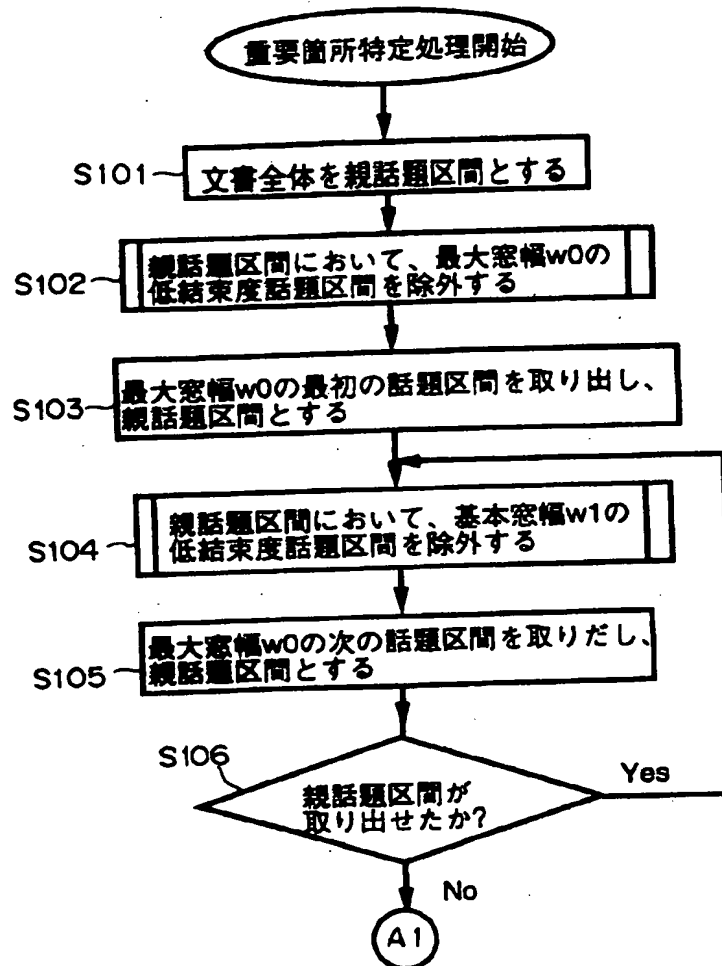 重要箇所特定処理開始
S101
文書全体を親話題区間とする
S102
親話題区間において、最大窓幅w0の
低結束度話題区間を除外する
S103
最大窓幅w0の最初の話題区間を取り出し、
親話題区間とする
S104
親話題区間において、基本窓幅w1の
低結束度話題区間を除外する
S105
最大窓幅w0の次の話題区間を取りだし、
親話題区間とする
S106
親話題区間が
取り出せたか?
Yes
No
A1